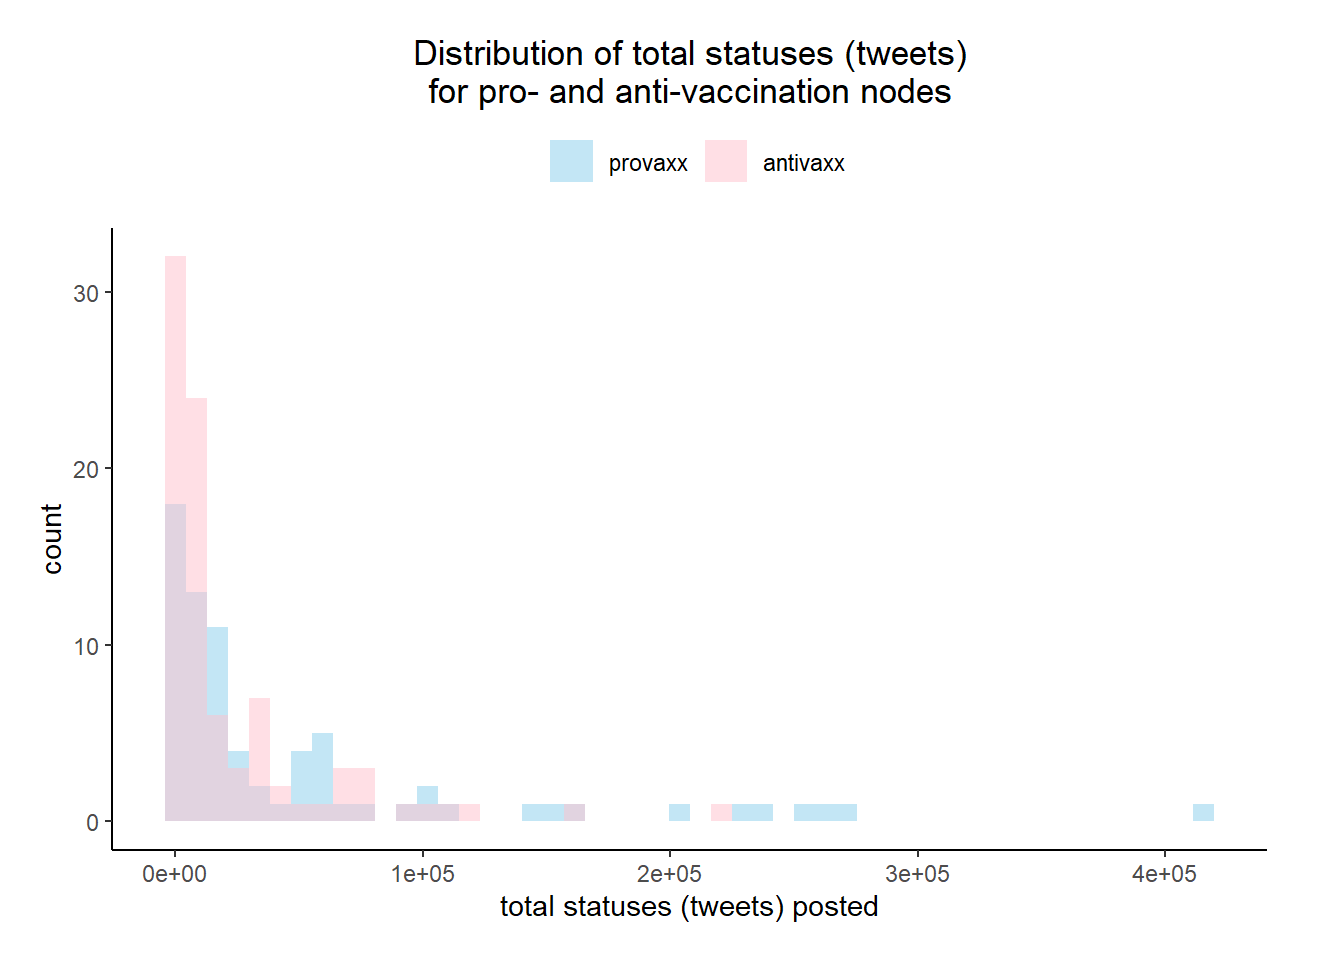 Distribution of total statuses (tweets)
for pro- and anti-vaccination nodes
provaxx antivaxx
30
20
10
0
count
0e+00 1e+05 2e+05 3e+05 4e+05
total statuses (tweets) posted